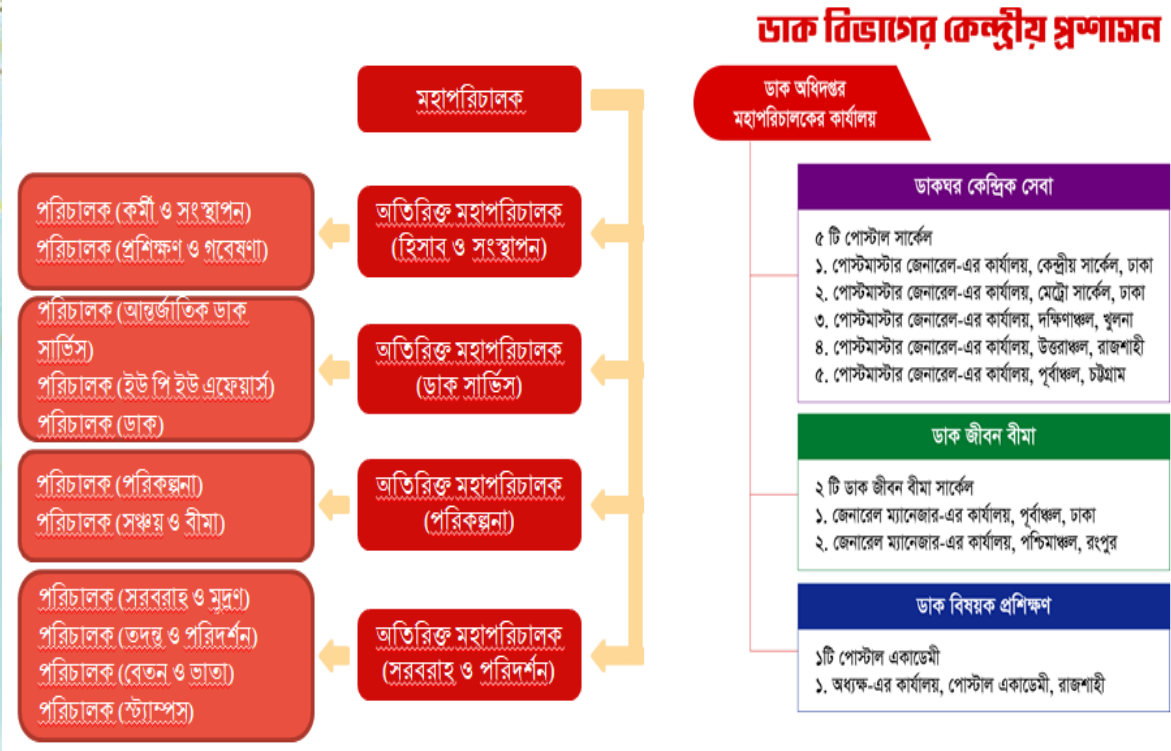 ডাক বিভাগের কেন্দ্রীয় প্রশাসন
মহাপরিচালক
অতিরিক্ত মহাপরিচালক
(হিসাব ও সংস্থাপন)
পরিচালক (কর্মী ও সংস্থাপন)
পরিচালক (প্রশিক্ষণ ও গবেষণা)
অতিরিক্ত মহাপরিচালক
(ডাক সার্ভিস)
পরিচালক (আন্তর্জাতিক ডাক
সার্ভিস)
পরিচালক (ইউ পি ইউ এফেয়ার্স)
পরিচালক (ডাক)
অতিরিক্ত মহাপরিচালক
(পরিকল্পনা)
পরিচালক (পরিকল্পনা)
পরিচালক (সঞ্চয় ও বীমা)
অতিরিক্ত মহাপরিচালক
(সরবরাহ ও পরিদর্শন)
পরিচালক (সরবরাহ ও মুদ্রণ)
পরিচালক (তদন্ত ও পরিদর্শন)
পরিচালক (বেতন ও ভাতা)
পরিচালক (স্ট্যাম্পস)
ডাক অধিদপ্তর
মহাপরিচালকের কার্যালয়
ডাকঘর কেন্দ্রিক সেবা
৫ টি পোস্টাল সার্কেল
১. পোস্টমাস্টার জেনারেল-এর কার্যালয়, কেন্দ্রীয় সার্কেল, ঢাকা
২. পোস্টমাস্টার জেনারেল-এর কার্যালয়, মেট্রো সার্কেল, ঢাকা
৩. পোস্টমাস্টার জেনারেল-এর কার্যালয়, দক্ষিণাঞ্চল, খুলনা
৪. পোস্টমাস্টার জেনারেল-এর কার্যালয়, উত্তরাঞ্চল, রাজশাহী
৫. পোস্টমাস্টার জেনারেল-এর কার্যালয়, পূর্বাঞ্চল, চট্টগ্রাম
ডাক জীবন বীমা
২ টি ডাক জীবন বীমা সার্কেল
১. জেনারেল ম্যানেজার-এর কার্যালয়, পূর্বাঞ্চল, ঢাকা
২. জেনারেল ম্যানেজার-এর কার্যালয়, পশ্চিমাঞ্চল, রংপুর
ডাক বিষয়ক প্রশিক্ষণ
১টি পোস্টাল একাডেমী
১. অধ্যক্ষ-এর কার্যালয়, পোস্টাল একাডেমী, রাজশাহী